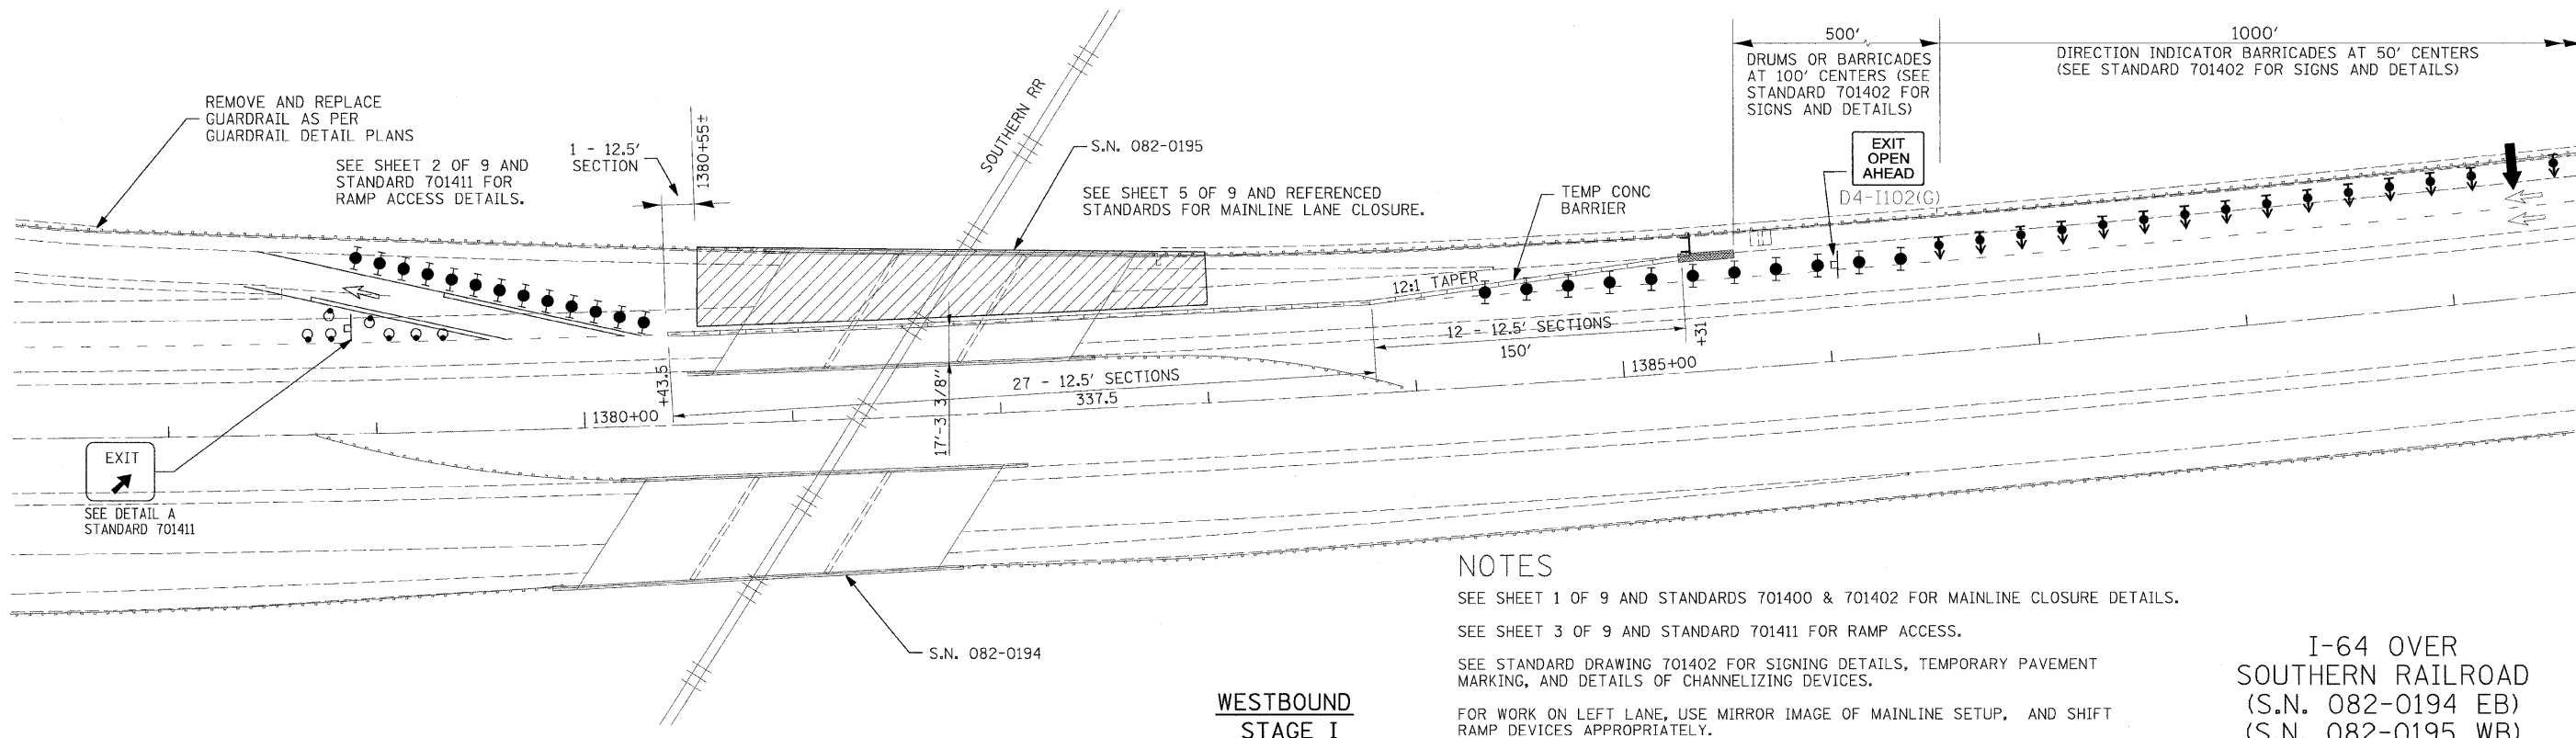 500'
1000'
DRUMS OR BARRICADES
AT 100' CENTERS (SEE
STANDARD 701402 FOR
SIGNS AND DETAILS)
DIRECTION INDICATOR BARRICADES AT 50' CENTERS
(SEE STANDARD 701402 FOR SIGNS AND DETAILS)
REMOVE AND REPLACE
GUARDRAIL AS PER
GUARDRAIL DETAIL PLANS
SEE SHEET 2 OF 9 AND
STANDARD 701411 FOR
RAMP ACCESS DETAILS.
1 - 12.5'
SECTION
1380+55±
SOUTHERN RR
S.N. 082-0195
SEE SHEET 5 OF 9 AND REFERENCED
STANDARDS FOR MAINLINE LANE CLOSURE.
TEMP CONC
BARRIER
EXIT
OPEN
AHEAD
D4-I102(G)
12:1 TAPER
12 - 12.5' SECTIONS
150'
+31
1385+00
27 - 12.5' SECTIONS
337.5
+43.5
1380+00
17'-3 3/8"
EXIT
SEE DETAIL A
STANDARD 701411
S.N. 082-0194
WESTBOUND
STAGE I
NOTES
SEE SHEET 1 OF 9 AND STANDARDS 701400 & 701402 FOR MAINLINE CLOSURE DETAILS.
SEE SHEET 3 OF 9 AND STANDARD 701411 FOR RAMP ACCESS.
SEE STANDARD DRAWING 701402 FOR SIGNING DETAILS, TEMPORARY PAVEMENT
MARKING, AND DETAILS OF CHANNELIZING DEVICES.
FOR WORK ON LEFT LANE, USE MIRROR IMAGE OF MAINLINE SETUP, AND SHIFT
RAMP DEVICES APPROPRIATELY.
I-64 OVER
SOUTHERN RAILROAD
(S.N. 082-0194 EB)
(S.N. 082-0195 WB)